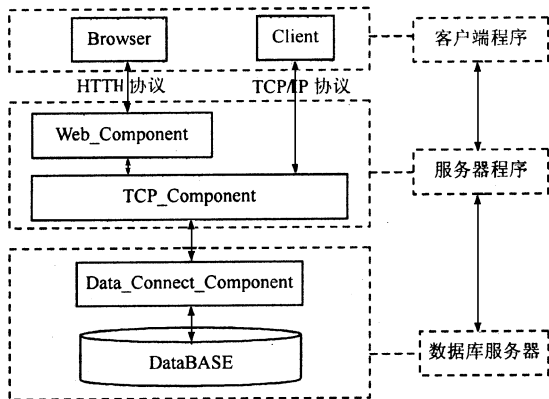 Browser
Client
客户端程序
HTTH 协议
TCP/IP 协议
Web_Component
TCP_Component
服务器程序
Data_Connect_Component
DataBASE
数据库服务器